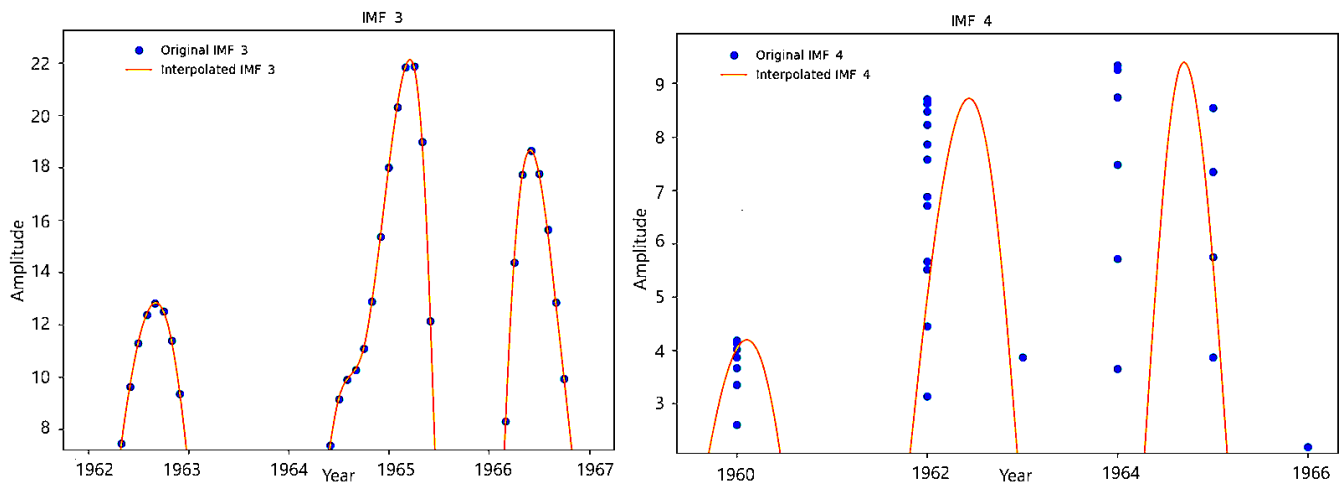 IMF 3
Original IMF 3
Interpolated IMF 3
22
20
18
16
14
12
10
8
Amplitude
1962
1963
1964
1965
1966
1967
Year
IMF 4
Original IMF 4
Interpolated IMF 4
9
8
7
6
5
4
3
Amplitude
1960
1962
1964
1966
Year